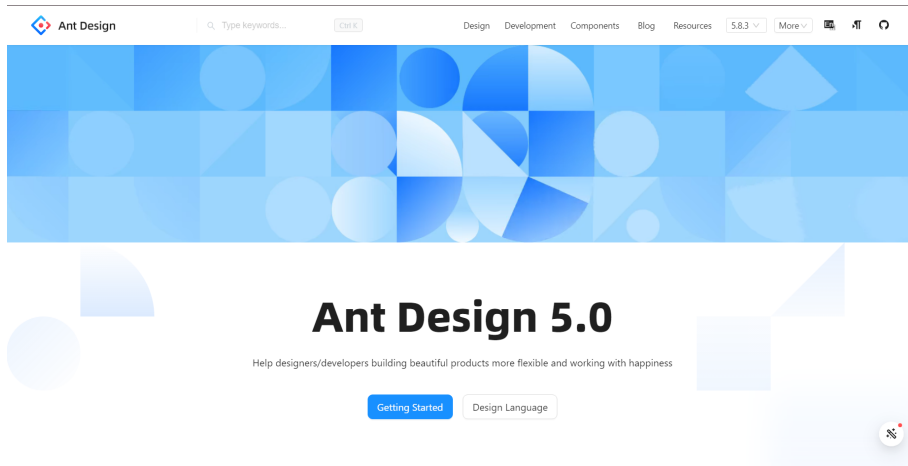 Ant Design
Type keywords...
Ctrl K
Design Development Components Blog Resources 5.8.3 More
Ant Design 5.0
Help designers/developers building beautiful products more flexible and working with happiness
Getting Started Design Language